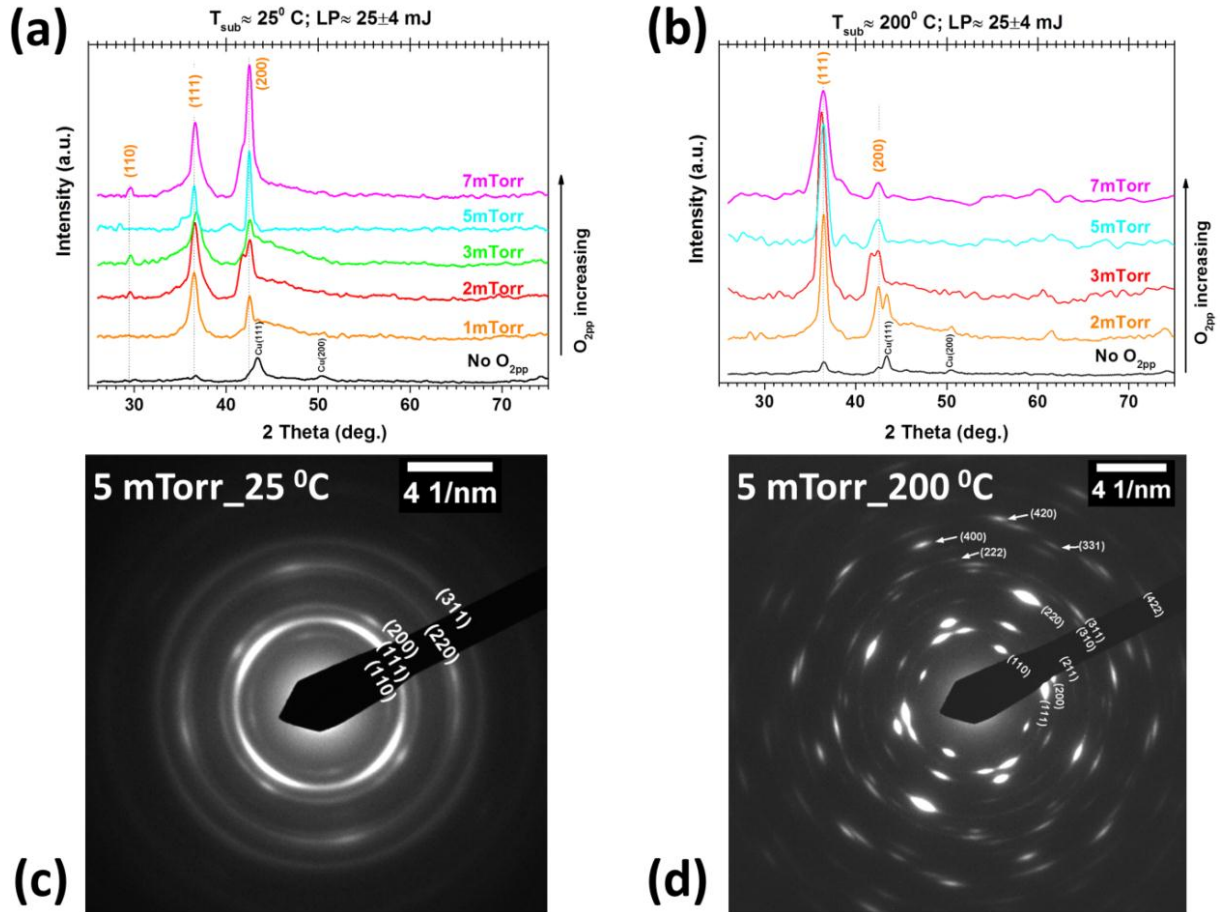 (a)
T_sub ≈ 25⁰ C; LP≈ 25±4 mJ
Intensity (a.u.)
(110)
(111)
(200)
7mTorr
5mTorr
3mTorr
2mTorr
1mTorr
Cu(111)
Cu(200)
No O_2pp
O_2pp increasing
30 40 50 60 70
2 Theta (deg.)
(b)
T_sub ≈ 200⁰ C; LP≈ 25±4 mJ
Intensity (a.u.)
(111)
(200)
7mTorr
5mTorr
3mTorr
2mTorr
Cu(111)
Cu(200)
No O_2pp
O_2pp increasing
30 40 50 60 70
2 Theta (deg.)
5 mTorr_25 ⁰C
4 1/nm
(311)
(200)
(220)
(111)
(110)
(c)
5 mTorr_200 ⁰C
4 1/nm
(420)
(400)
(331)
(222)
(422)
(220)
(311)
(310)
(110)
(211)
(200)
(111)
(d)